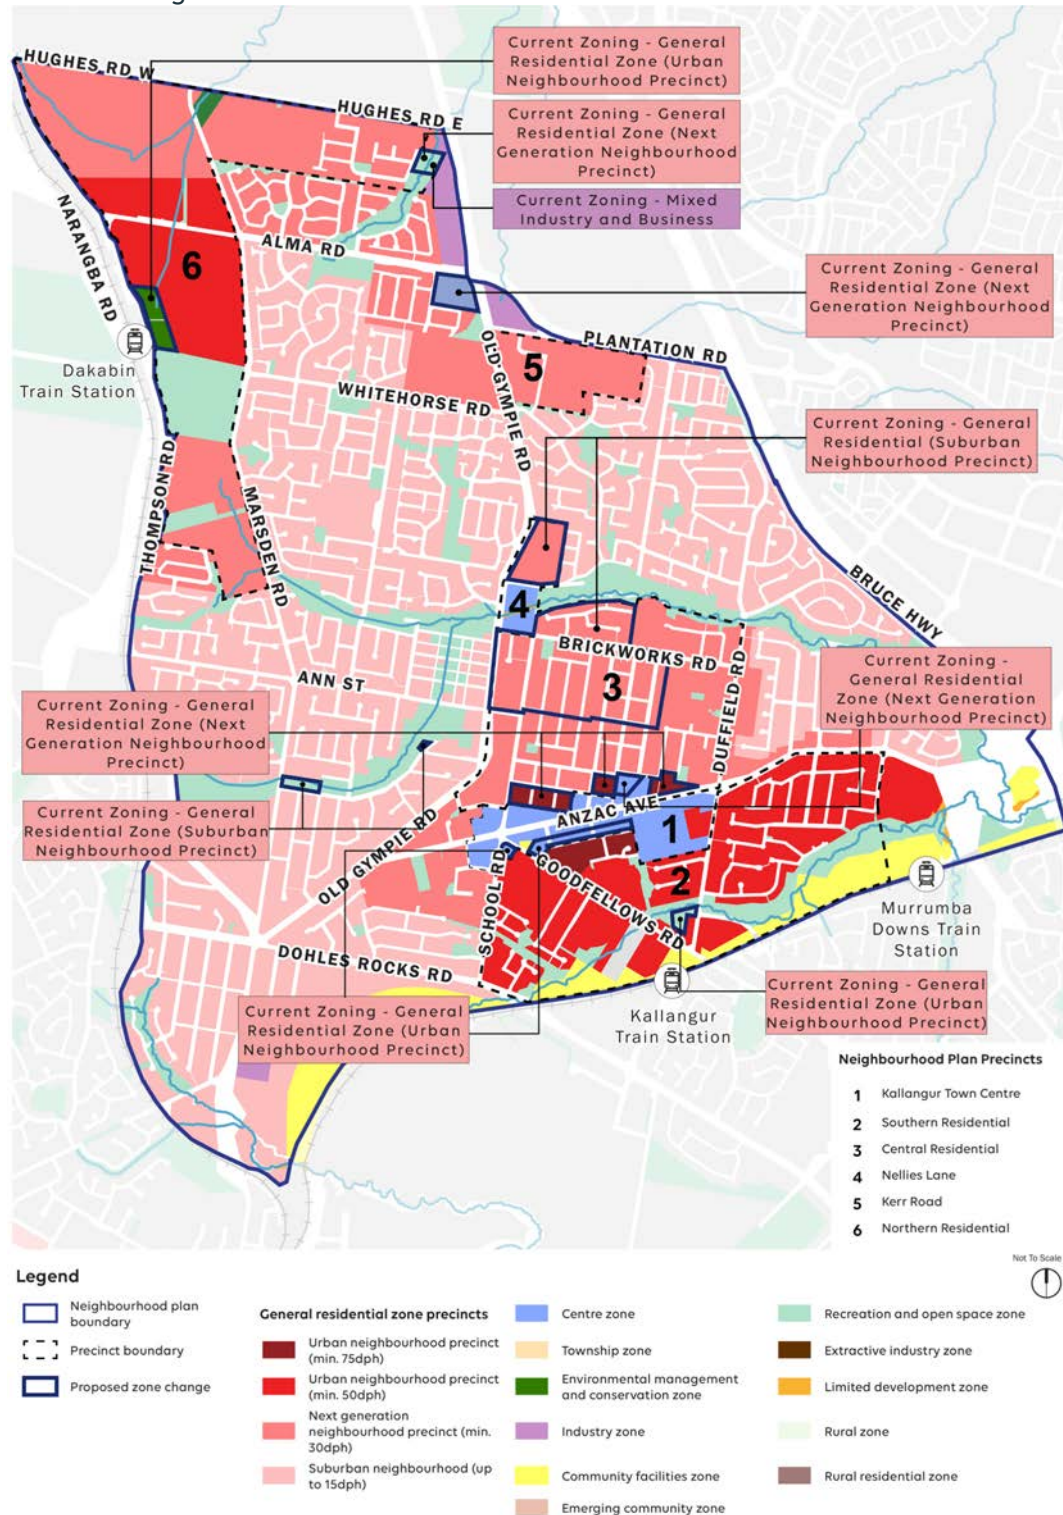 Current Zoning - General
Residential Zone (Urban
Neighbourhood Precinct)
Current Zoning - General
Residential Zone (Next
Generation Neighbourhood
Precinct)
Current Zoning - Mixed
Industry and Business
HUGHES RD W
HUGHES RD E
NARANGBA RD
ALMA RD
6
Current Zoning - General
Residential Zone (Next
Generation Neighbourhood
Precinct)
Dakabin
Train Station
OLD GYMPIE RD
5
PLANTATION RD
WHITEHORSE RD
Current Zoning - General
Residential (Suburban
Neighbourhood Precinct)
THOMPSON RD
MARSDEN RD
4
BRUCE HWY
BRICKWORKS RD
3
ANN ST
DUFFIELD RD
Current Zoning -
General Residential
Zone (Next Generation
Neighbourhood Precinct)
Current Zoning - General
Residential Zone (Next
Generation Neighbourhood
Precinct)
Current Zoning - General
Residential Zone (Suburban
Neighbourhood Precinct)
ANZAC AVE
1
OLD GYMPIE RD
SCHOOL RD
GOODFELLOWS RD
2
DOHLES ROCKS RD
Murrumba
Downs Train
Station
Current Zoning - General
Residential Zone (Urban
Neighbourhood Precinct)
Kallangur
Train Station
Current Zoning - General
Residential Zone (Urban
Neighbourhood Precinct)
Neighbourhood Plan Precincts
1 Kallangur Town Centre
2 Southern Residential
3 Central Residential
4 Nellies Lane
5 Kerr Road
6 Northern Residential
Not To Scale
Legend
Neighbourhood plan
boundary
Precinct boundary
Proposed zone change
General residential zone precincts
Urban neighbourhood precinct
(min. 75dph)
Urban neighbourhood precinct
(min. 50dph)
Next generation
neighbourhood precinct (min.
30dph)
Suburban neighbourhood (up
to 15dph)
Centre zone
Township zone
Environmental management
and conservation zone
Industry zone
Community facilities zone
Emerging community zone
Recreation and open space zone
Extractive industry zone
Limited development zone
Rural zone
Rural residential zone